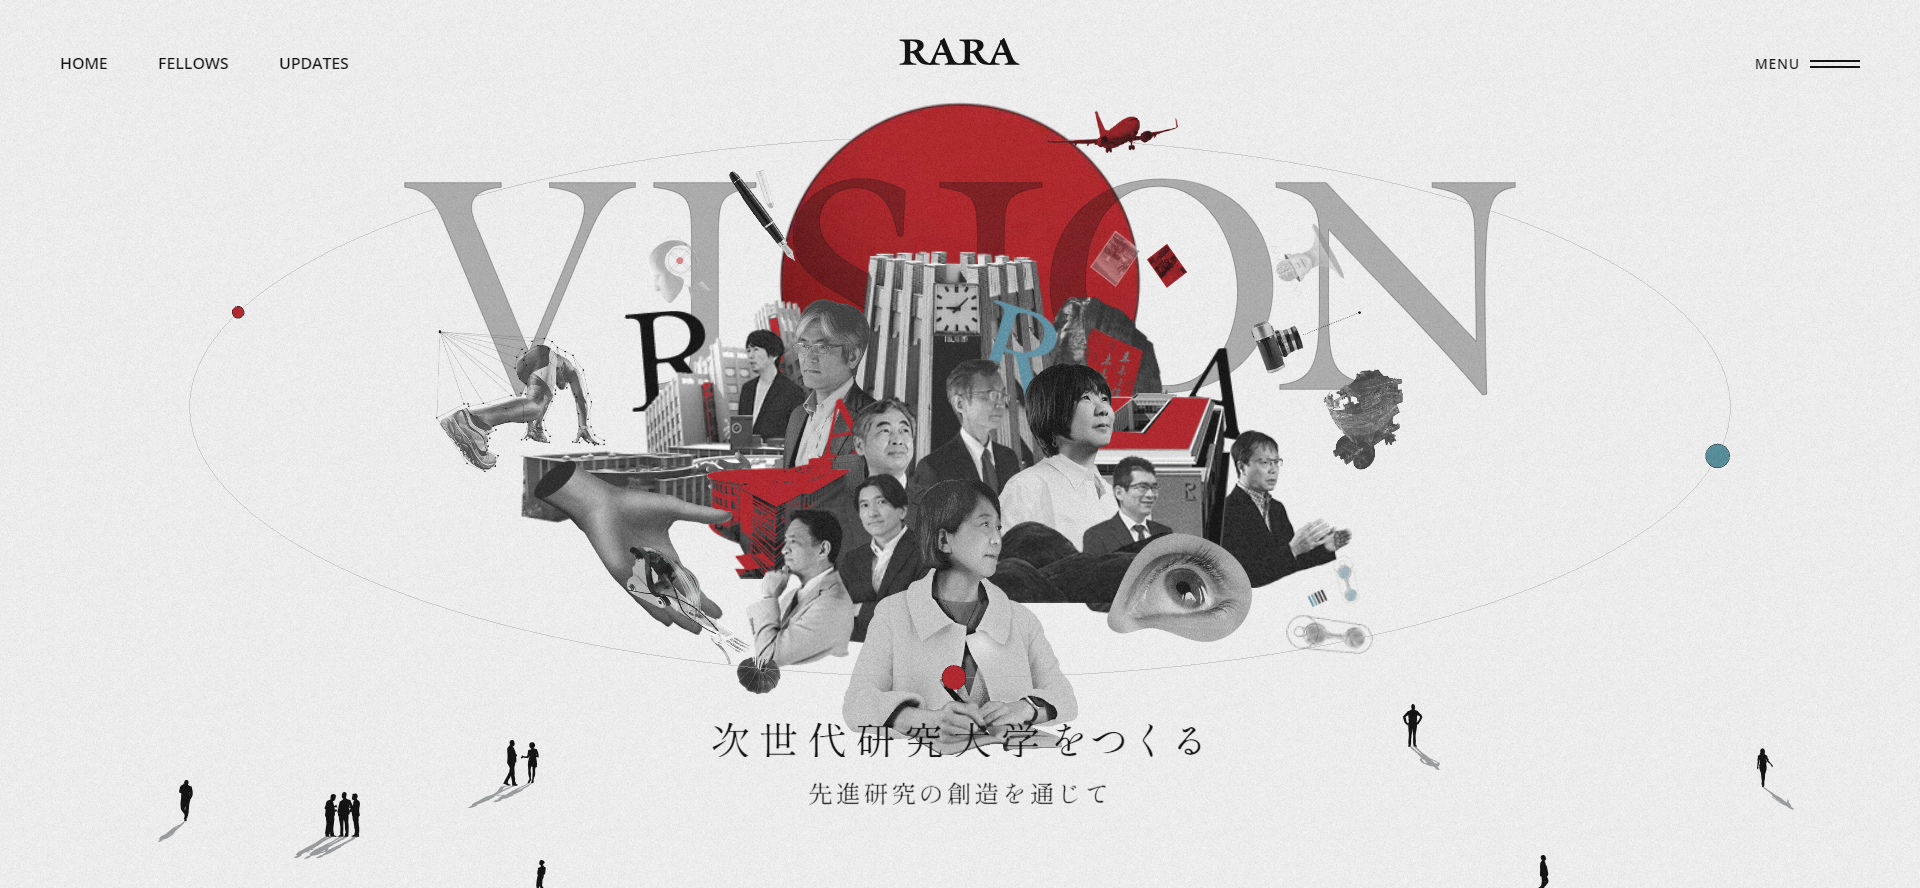 RARA
HOME
FELLOWS
UPDATES
MENU
VISION
R
A
R
A
次世代研究大学をつくる
先進研究の創造を通じて